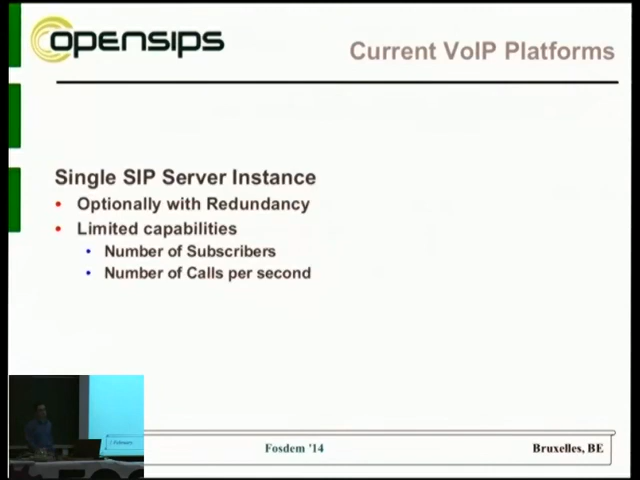 opensips
Current VoIP Platforms
Single SIP Server Instance
• Optionally with Redundancy
• Limited capabilities
• Number of Subscribers
• Number of Calls per second
Fosdem '14
Bruxelles, BE